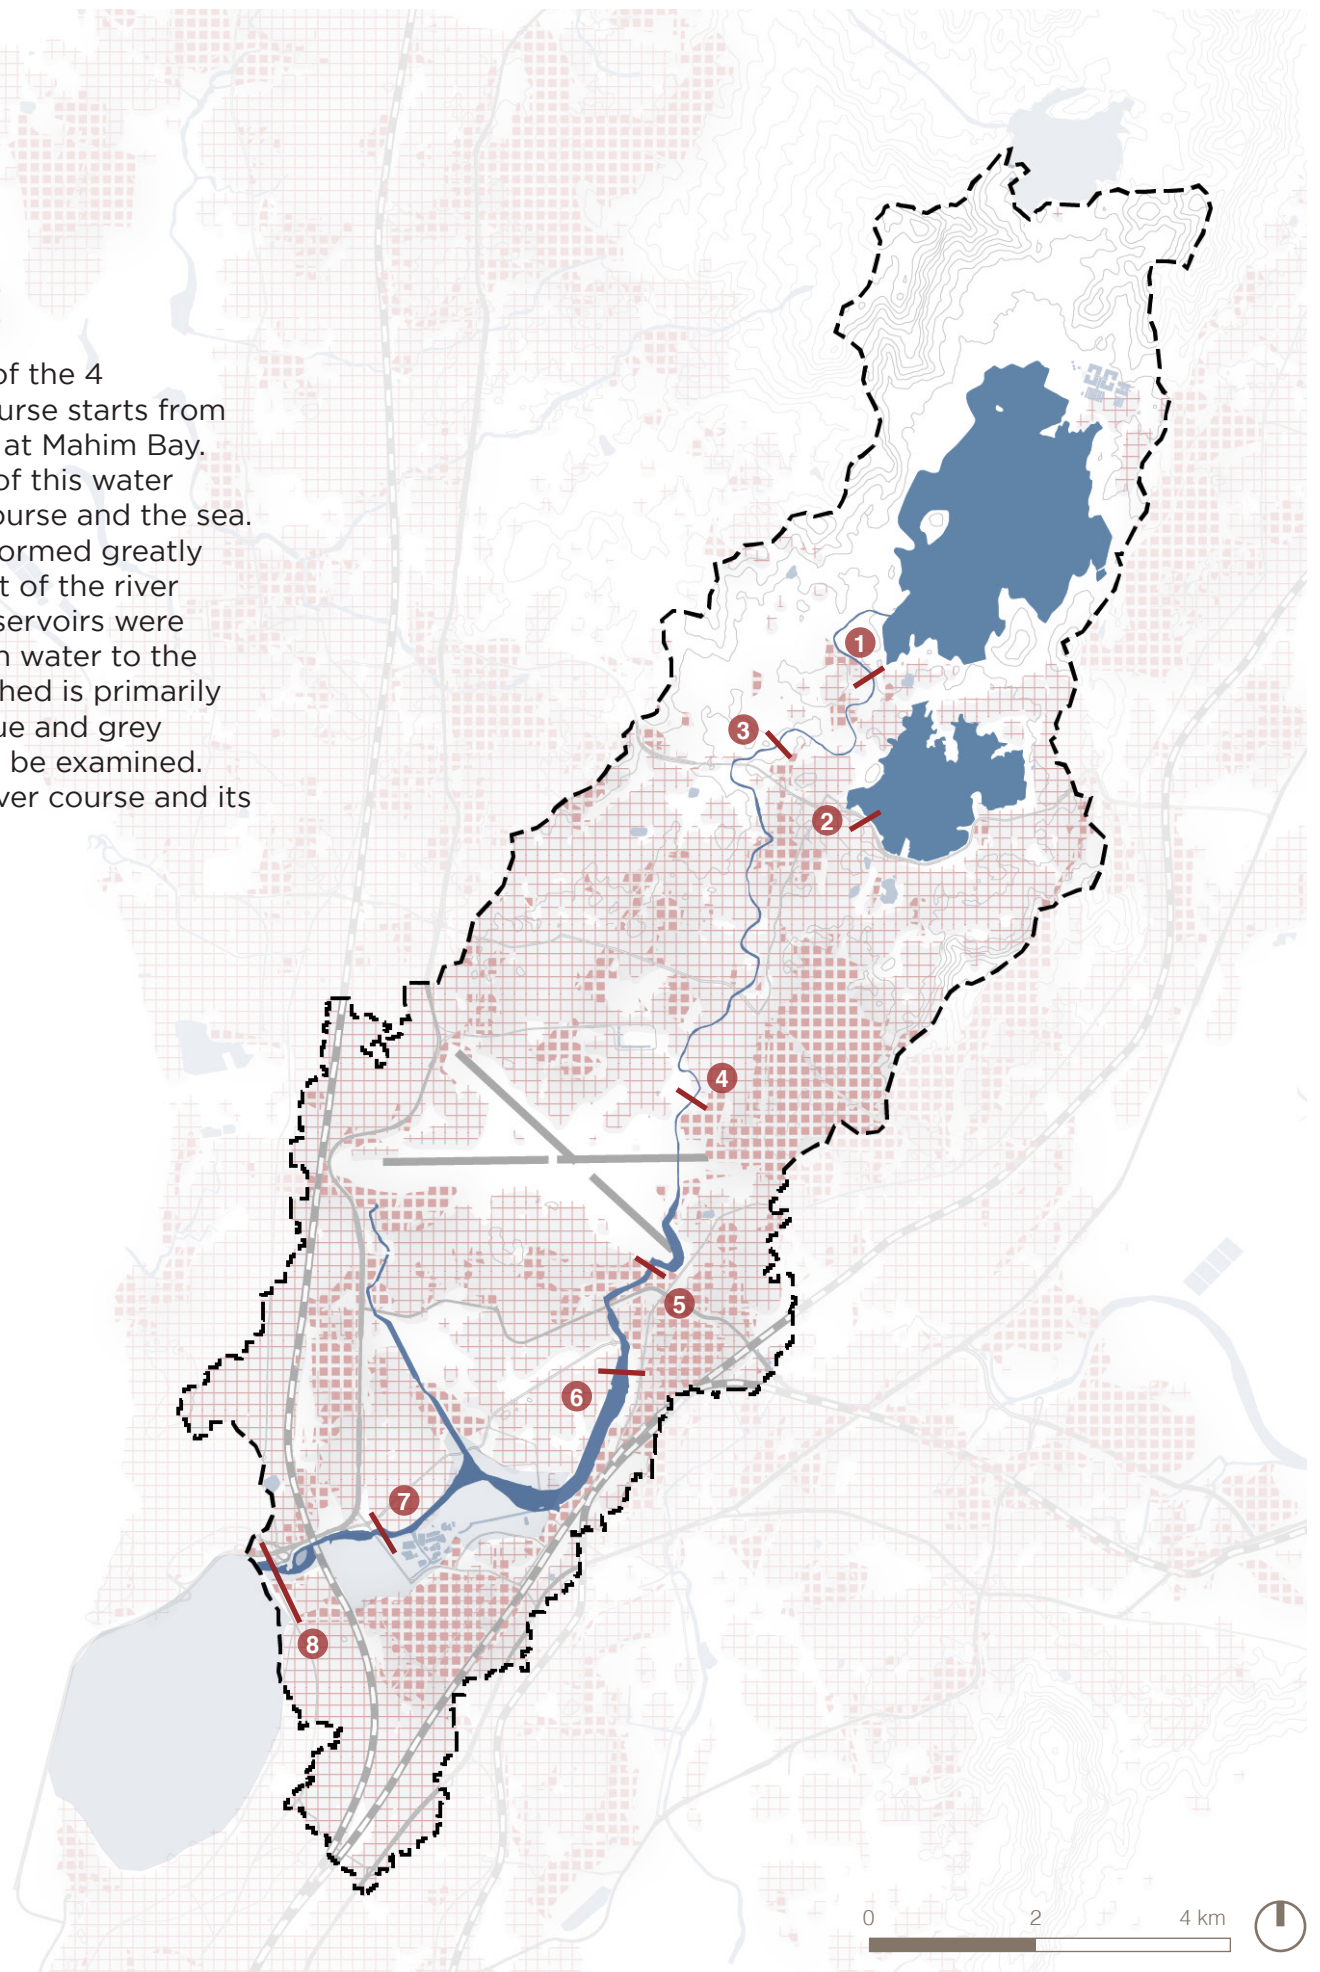 of the 4
urse starts from
at Mahim Bay.
of this water
ourse and the sea.
ormed greatly
t of the river
servoirs were
n water to the
hed is primarily
ue and grey
be examined.
ver course and its
1
3
2
4
5
6
7
8
0 2 4 km